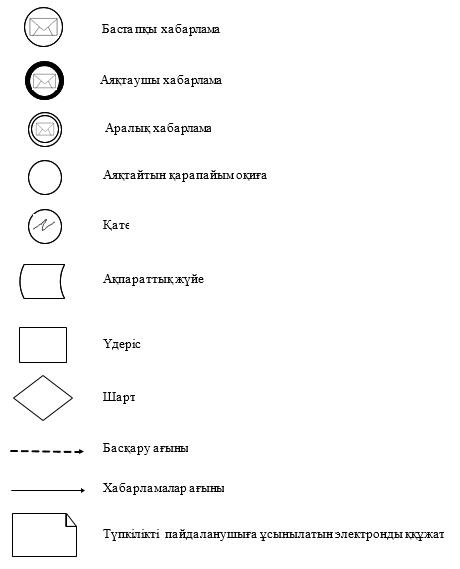 Бастапқы хабарлама
Аяқтаушы хабарлама
Аралық хабарлама
Аяқтайтын қарапайым оқиға
Қате
Ақпараттық жүйе
Үдеріс
Шарт
Басқару ағыны
Хабарламалар ағыны
Түпкілікті пайдаланушыға ұсынылатын электронды ққұжат